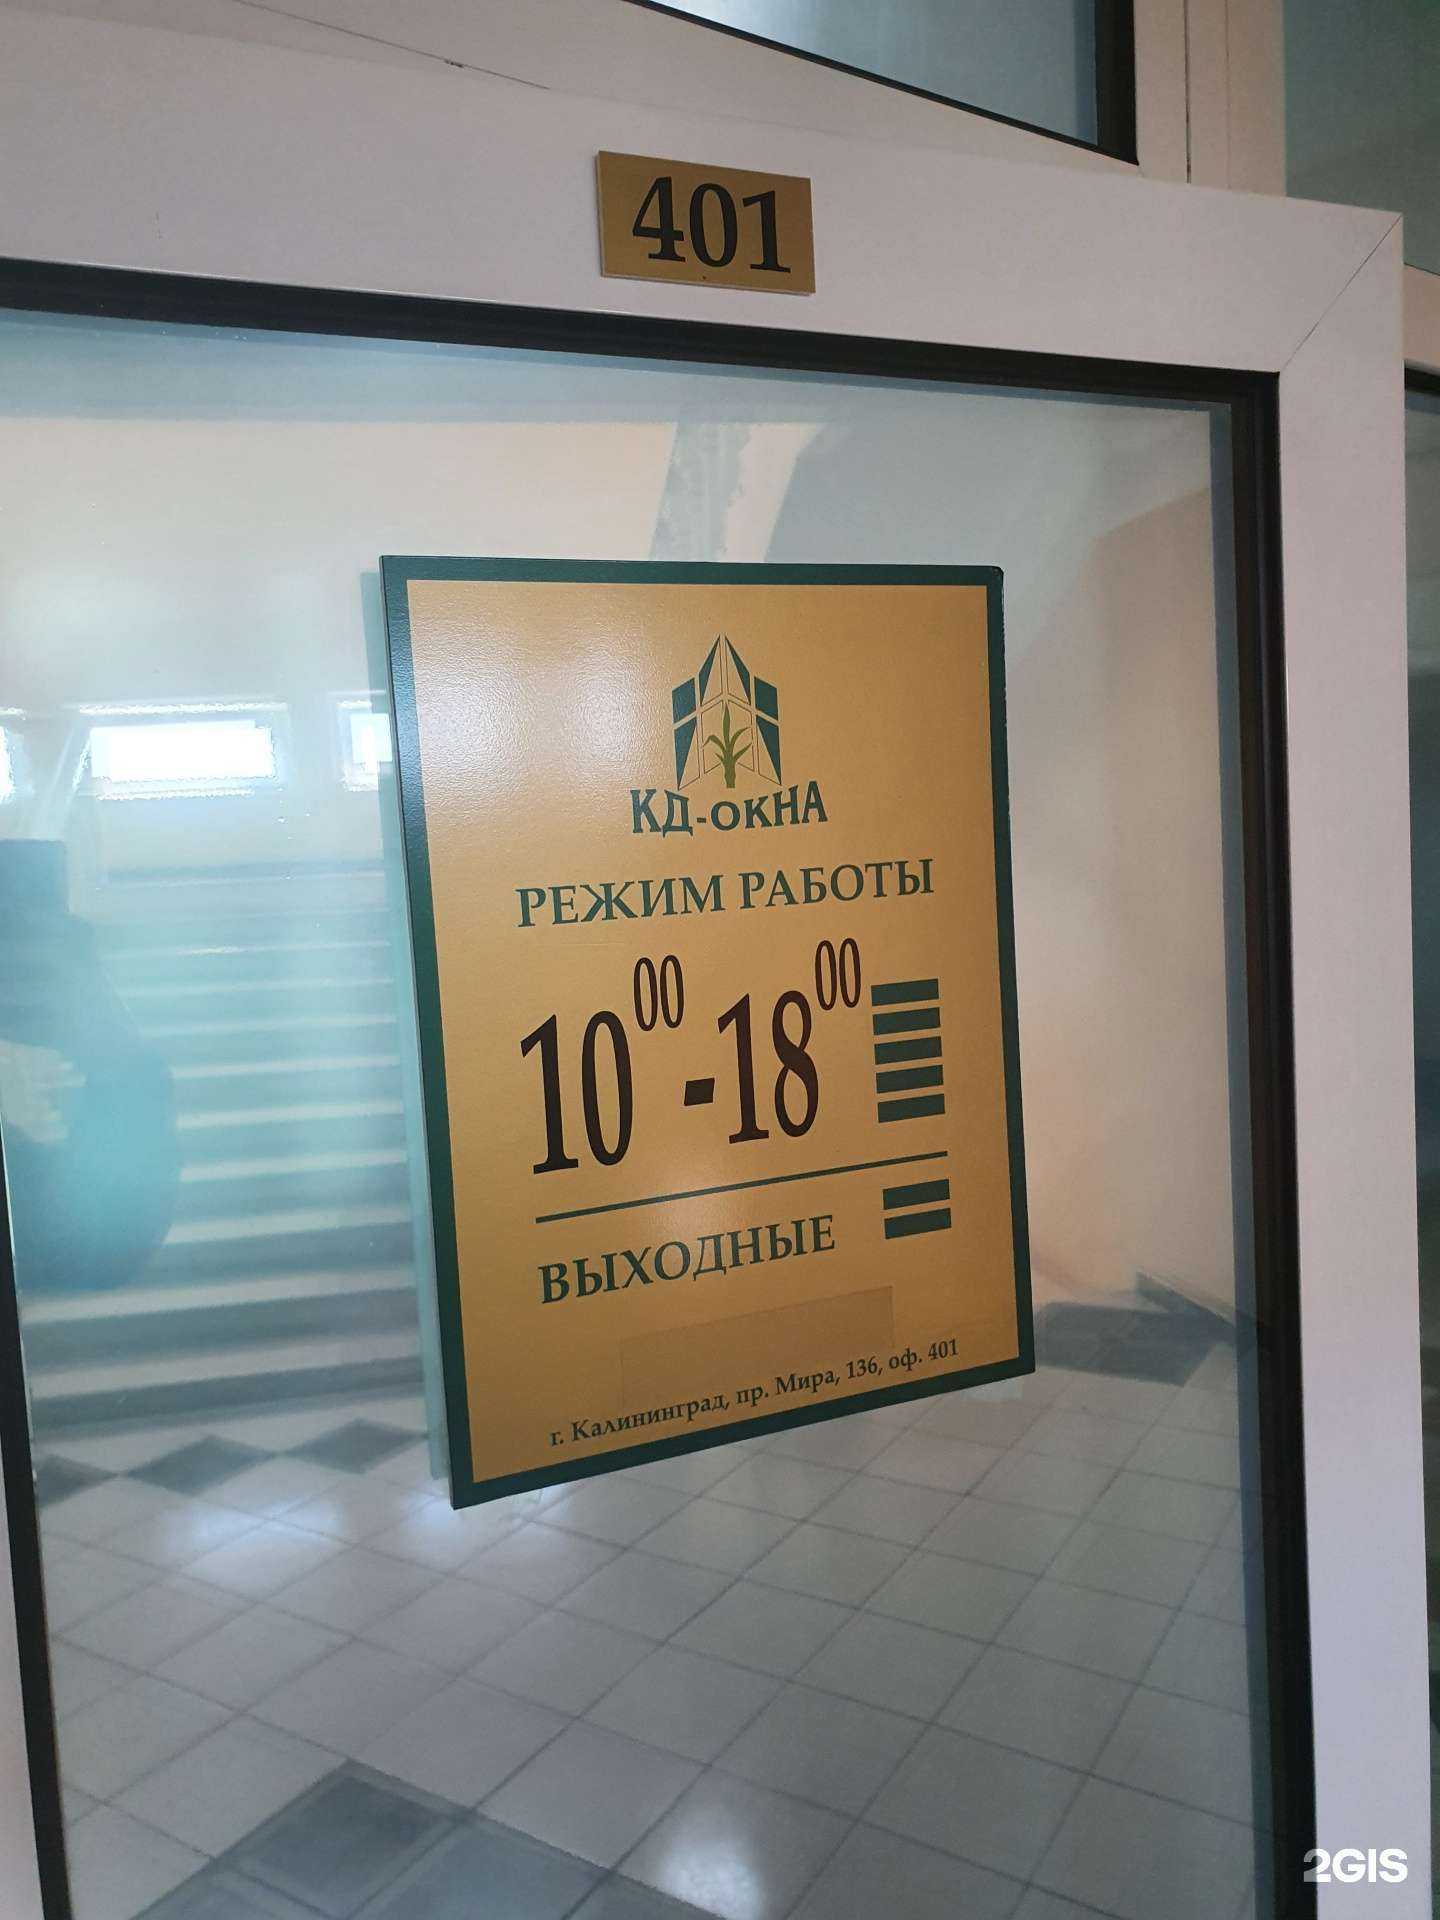 401
КД-ОКНА
РЕЖИМ РАБОТЫ
10⁰⁰-18⁰⁰
ВЫХОДНЫЕ
г. Калининград, пр. Мира, 136, оф. 401
2GIS